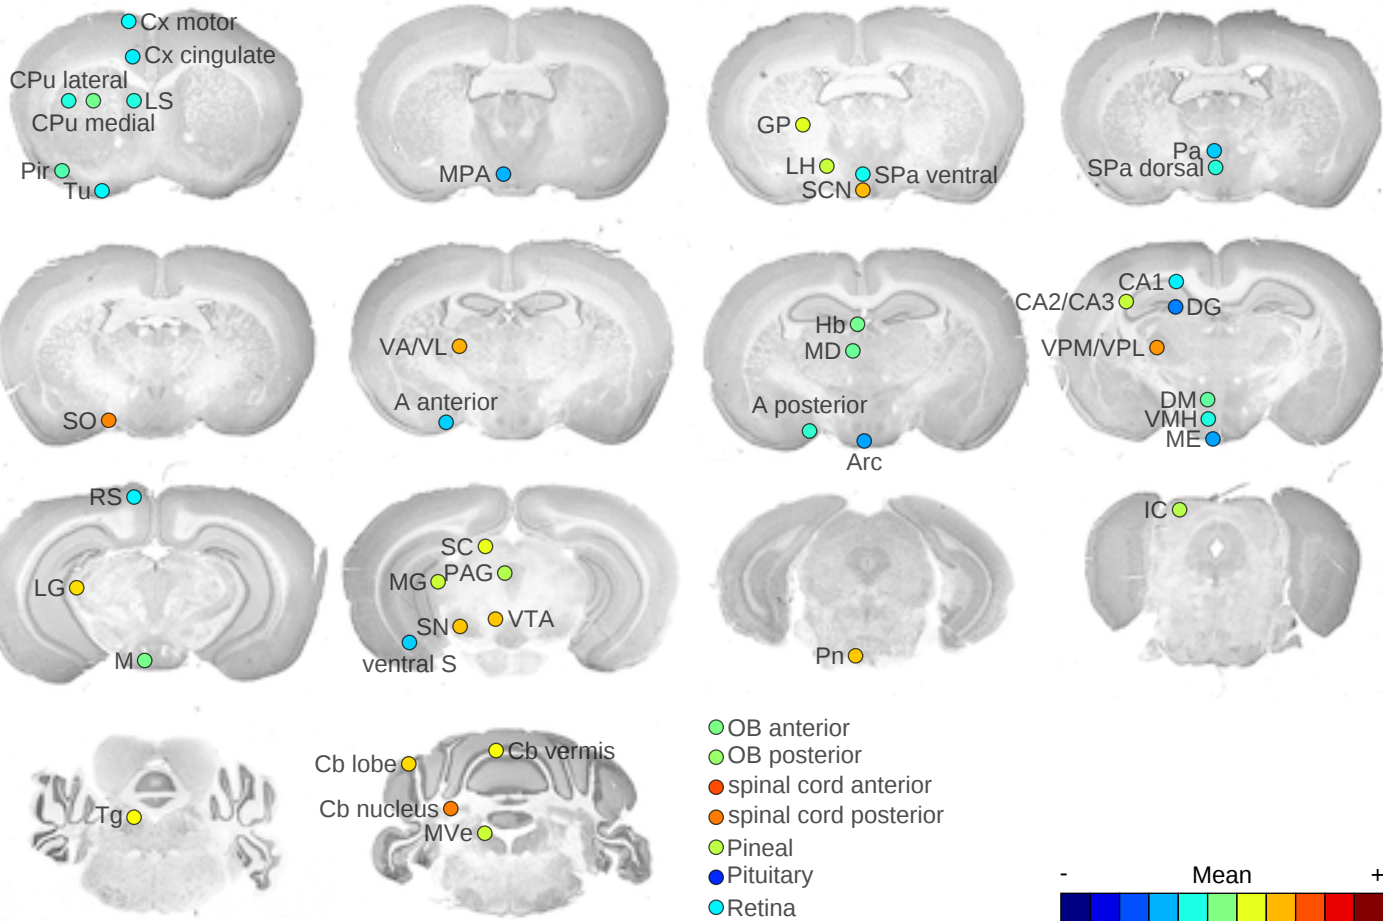 Cx motor
Cx cingulate
CPu lateral
LS
CPu medial
Pir
Tu
MPA
GP
LH
SPa ventral
SCN
Pa
SPa dorsal
SO
VA/VL
A anterior
Hb
MD
A posterior
Arc
CA1
CA2/CA3
DG
VPM/VPL
DM
VMH
ME
RS
LG
M
SC
MG
PAG
SN
VTA
ventral S
Pn
IC
Tg
Cb lobe
Cb vermis
Cb nucleus
MVe
OB anterior
OB posterior
spinal cord anterior
spinal cord posterior
Pineal
Pituitary
Retina
- Mean +